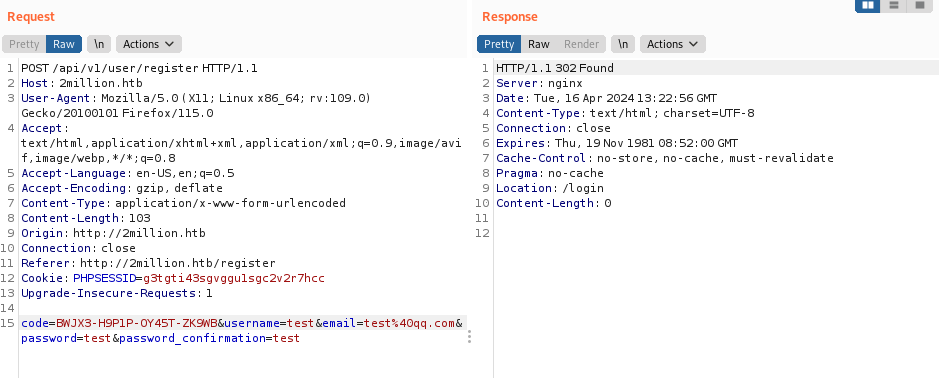 Request
Pretty Raw \n Actions
1 POST /api/v1/user/register HTTP/1.1
2 Host: 2million.htb
3 User-Agent: Mozilla/5.0 (X11; Linux x86_64; rv:109.0)
Gecko/20100101 Firefox/115.0
4 Accept:
text/html,application/xhtml+xml,application/xml;q=0.9,image/avi
f,image/webp,*/*;q=0.8
5 Accept-Language: en-US,en;q=0.5
6 Accept-Encoding: gzip, deflate
7 Content-Type: application/x-www-form-urlencoded
8 Content-Length: 103
9 Origin: http://2million.htb
10 Connection: close
11 Referer: http://2million.htb/register
12 Cookie: PHPSESSID=g3tgti43sgvggu1sgc2v2r7hcc
13 Upgrade-Insecure-Requests: 1
14
15 code=BWJX3-H9P1P-OY45T-ZK9WB&username=test&email=test%40qq.com&
password=test&password_confirmation=test
Response
Pretty Raw Render \n Actions
1 HTTP/1.1 302 Found
2 Server: nginx
3 Date: Tue, 16 Apr 2024 13:22:56 GMT
4 Content-Type: text/html; charset=UTF-8
5 Connection: close
6 Expires: Thu, 19 Nov 1981 08:52:00 GMT
7 Cache-Control: no-store, no-cache, must-revalidate
8 Pragma: no-cache
9 Location: /login
10 Content-Length: 0
11
12